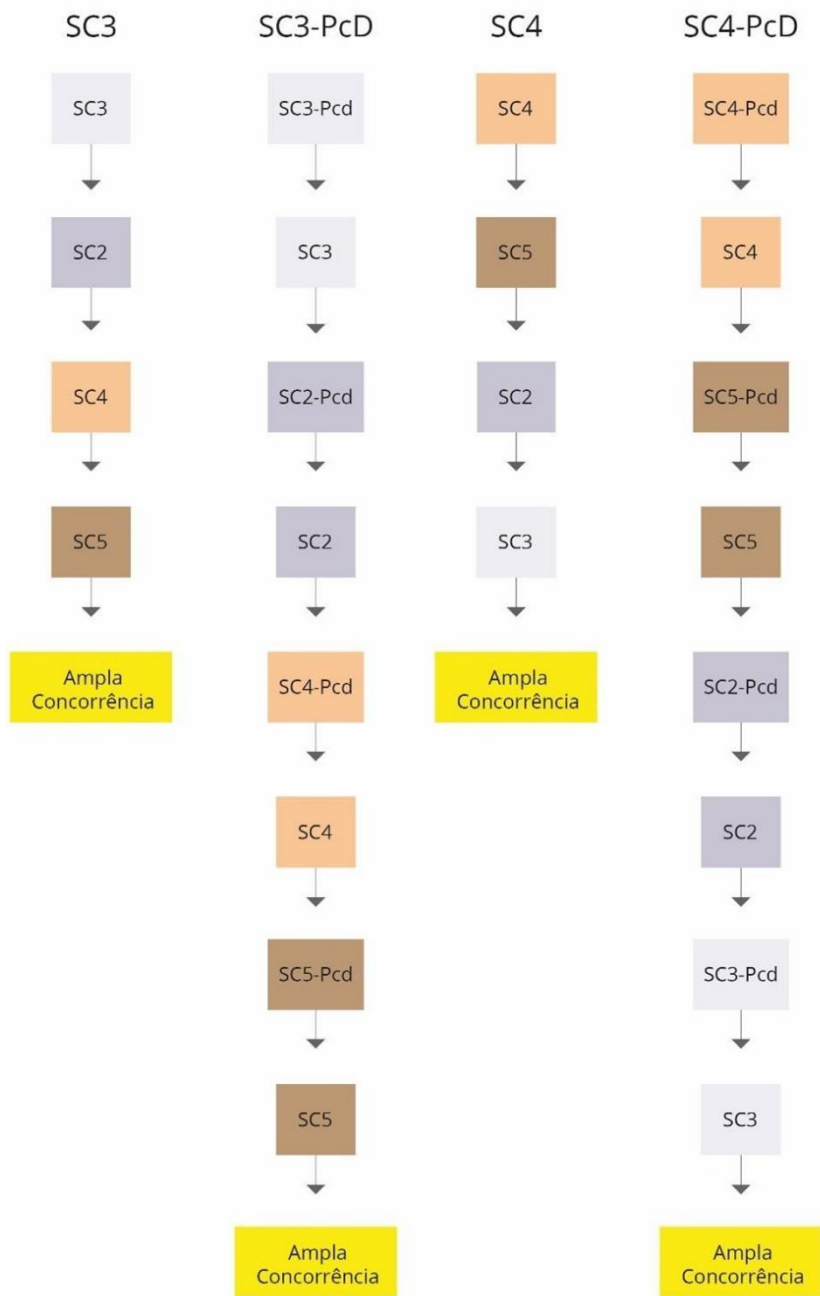 SC3
SC3
SC2
SC4
SC5
Ampla
Concorrência
SC3-PcD
SC3-Pcd
SC3
SC2-Pcd
SC2
SC4-Pcd
SC4
SC5-Pcd
SC5
Ampla
Concorrência
SC4
SC4
SC5
SC2
SC3
Ampla
Concorrência
SC4-PcD
SC4-Pcd
SC4
SC5-Pcd
SC5
SC2-Pcd
SC2
SC3-Pcd
SC3
Ampla
Concorrência